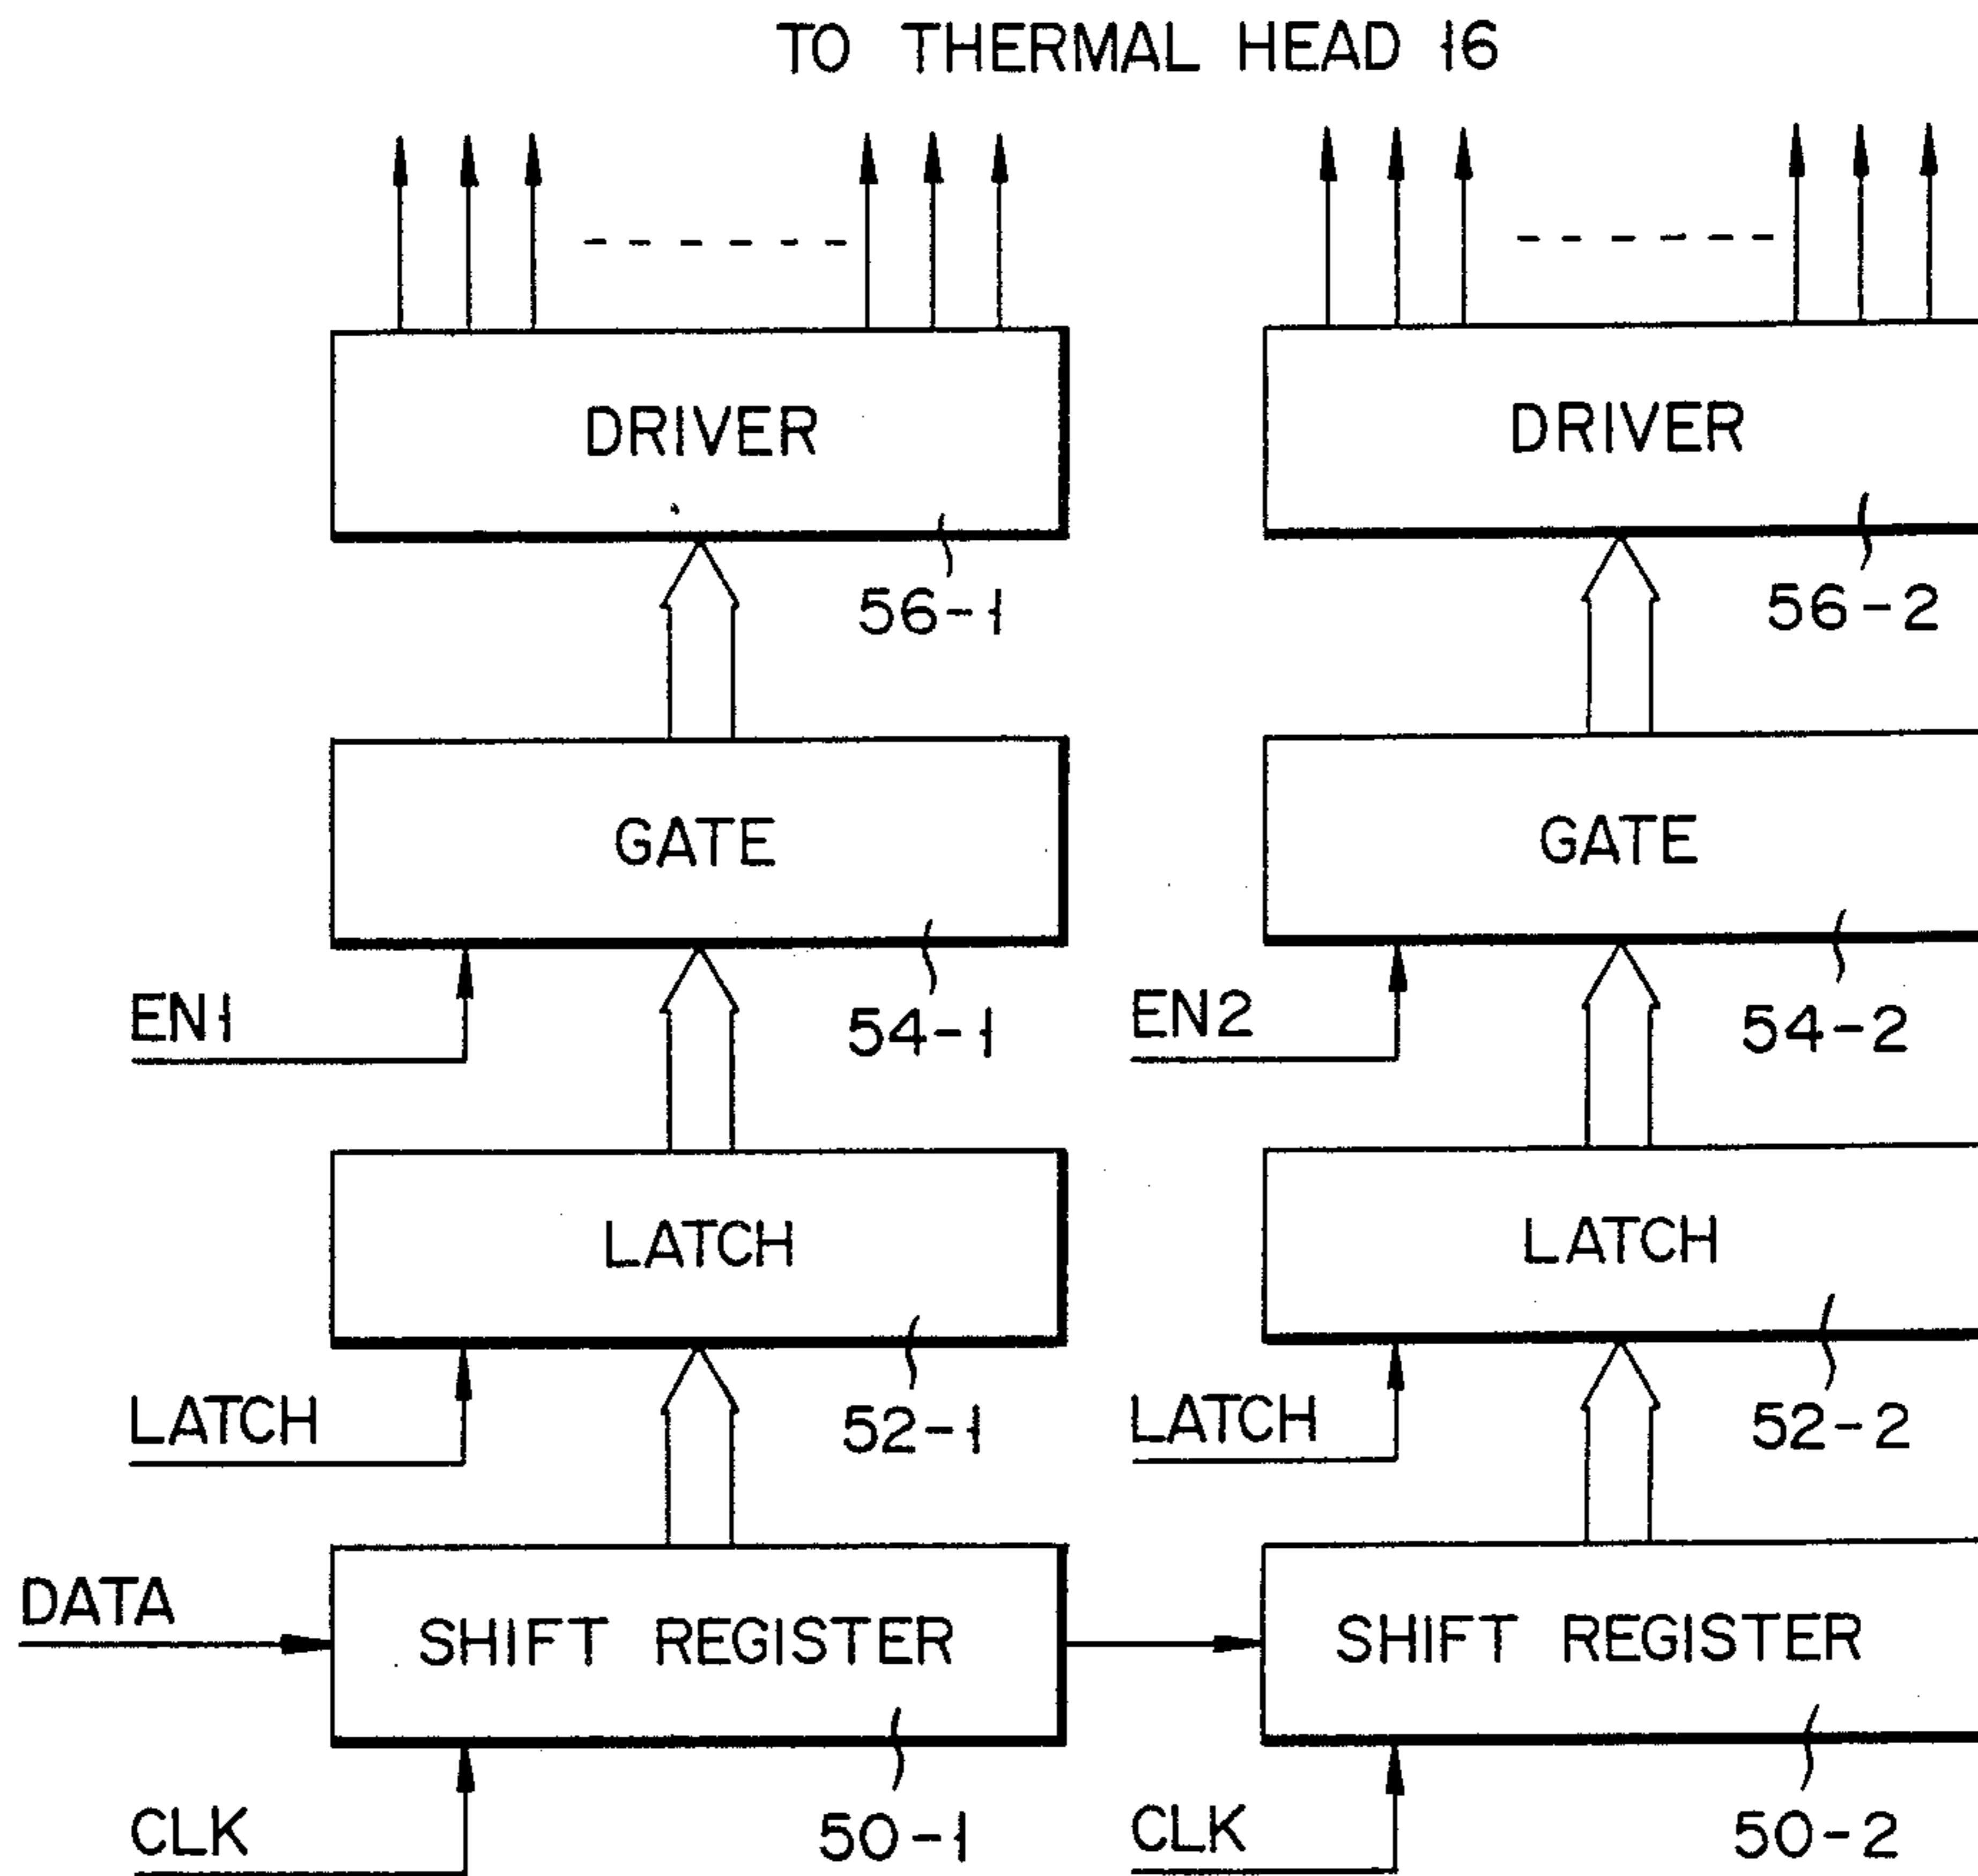 TO THERMAL HEAD 16
DRIVER
DRIVER
56-1
56-2
GATE
GATE
EN1
54-1
EN2
54-2
LATCH
LATCH
LATCH
52-1
LATCH
52-2
DATA
SHIFT REGISTER
SHIFT REGISTER
CLK
50-1
CLK
50-2